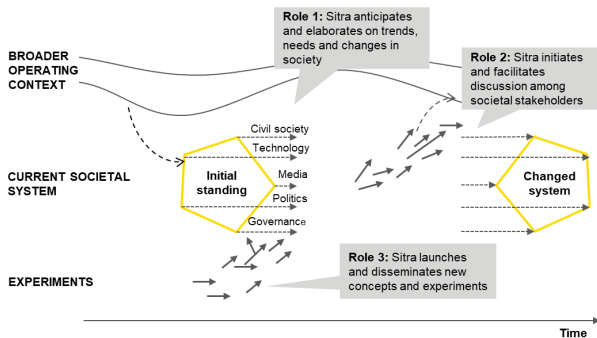 Role 1: Sitra anticipates
and elaborates on trends,
needs and changes in
society
BROADER
OPERATING
CONTEXT
Role 2: Sitra initiates
and facilitates
discussion among
societal stakeholders
Civil society
Technology
CURRENT SOCIETAL
SYSTEM
Initial
standing
Media
Changed
system
Politics
Governance
Role 3: Sitra launches
and disseminates new
concepts and experiments
EXPERIMENTS
Time